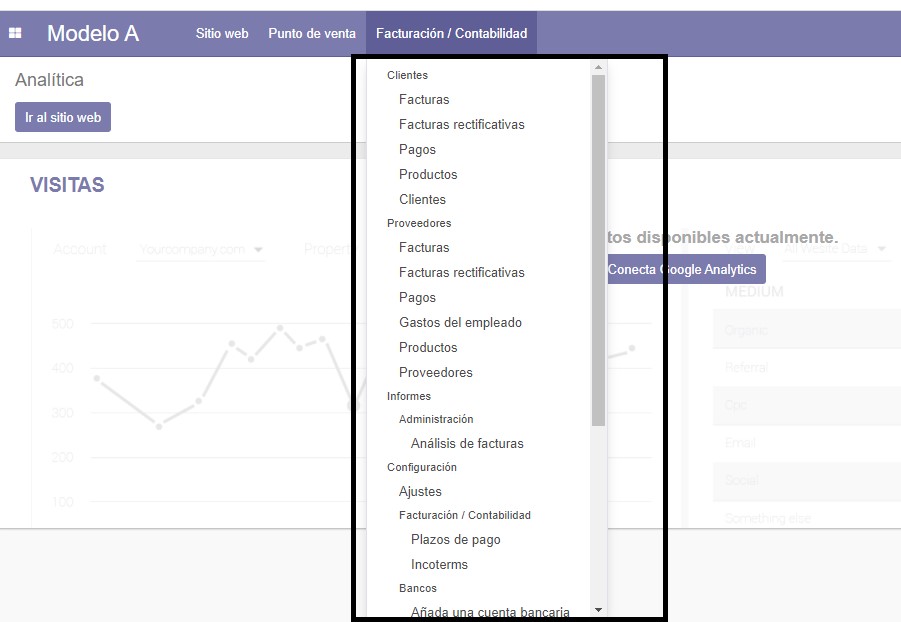 Modelo A
Sitio web
Punto de venta
Facturación / Contabilidad
Analítica
Ir al sitio web
VISITAS
Account
Yourcompany.com
Clientes
Facturas
Facturas rectificativas
Pagos
Productos
Clientes
Proveedores
Facturas
Facturas rectificativas
Pagos
Gastos del empleado
Productos
Proveedores
Informes
Administración
Análisis de facturas
Configuración
Ajustes
Facturación / Contabilidad
Plazos de pago
Incoterms
Bancos
Añada una cuenta bancaria
tos disponibles actualmente.
All Website Data
Conecta Google Analytics
MEDIUM
Organic
Referral
Cpc
Email
Social
Something else
500
400
300
200
100